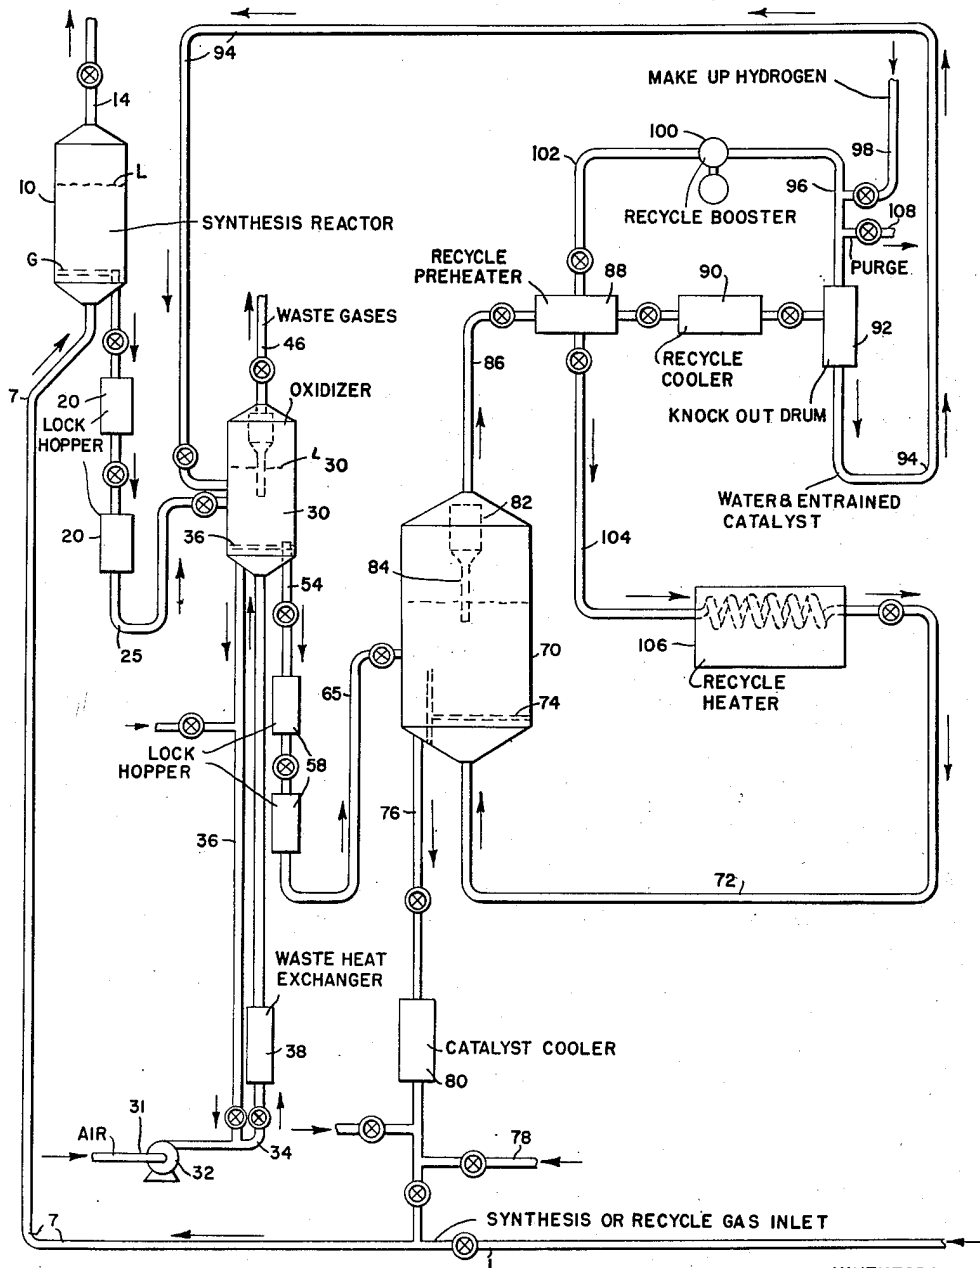 94
MAKE UP HYDROGEN
14
100
102
98
L
10
96
RECYCLE BOOSTER
108
SYNTHESIS REACTOR
G
RECYCLE
PREHEATER
88
90
PURGE
WASTE GASES
46
92
7
86
RECYCLE
COOLER
20
OXIDIZER
KNOCK OUT DRUM
LOCK
HOPPER
L 30
94
WATER & ENTRAINED
CATALYST
82
30
36
20
104
84
54
106
25
70
65
RECYCLE
HEATER
74
LOCK
HOPPER
58
76
36
72
WASTE HEAT
EXCHANGER
38
CATALYST COOLER
80
31
AIR
34
78
32
7
SYNTHESIS OR RECYCLE GAS INLET
1